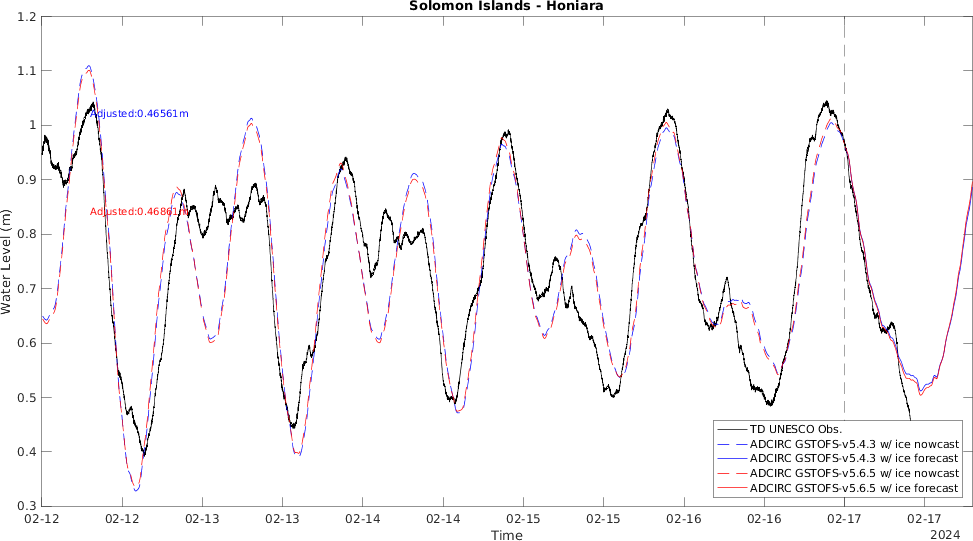 Solomon Islands - Honiara
1.2
1.1
1
0.9
0.8
0.7
0.6
0.5
0.4
0.3
Water Level (m)
Adjusted:0.46561m
Adjusted:0.46861m
TD UNESCO Obs.
ADCIRC GSTOFS-v5.4.3 w/ ice nowcast
ADCIRC GSTOFS-v5.4.3 w/ ice forecast
ADCIRC GSTOFS-v5.6.5 w/ ice nowcast
ADCIRC GSTOFS-v5.6.5 w/ ice forecast
02-12 02-12 02-13 02-13 02-14 02-14 02-15 02-15 02-16 02-16 02-17 02-17
Time
2024